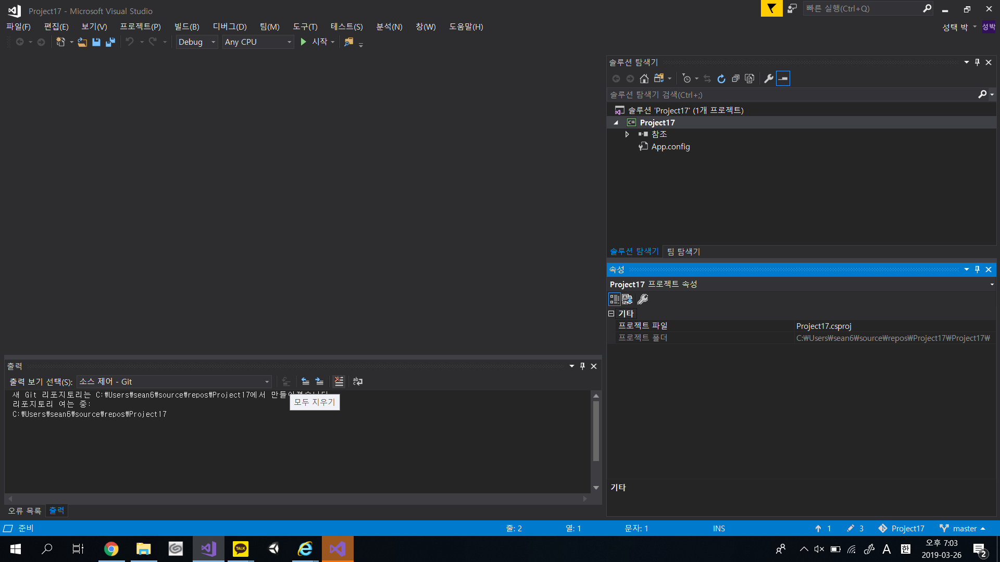 Project17 - Microsoft Visual Studio
빠른 실행(Ctrl+Q)
파일(F) 편집(E) 보기(V) 프로젝트(P) 빌드(B) 디버그(D) 팀(M) 도구(T) 테스트(S) 분석(N) 창(W) 도움말(H)
성택 박 성박
Debug Any CPU 시작
솔루션 탐색기
솔루션 탐색기 검색(Ctrl+;)
솔루션 'Project17' (1개 프로젝트)
C# Project17
참조
App.config
솔루션 탐색기 팀 탐색기
속성
Project17 프로젝트 속성
기타
프로젝트 파일 Project17.csproj
프로젝트 폴더 C:₩Users₩sean6₩source₩repos₩Project17₩Project17₩
기타
출력
출력 보기 선택(S): 소스 제어 - Git
새 Git 리포지토리는 C:₩Users₩sean6₩source₩repos₩Project17에서
모두 지우기
리포지토리 여는 중:
C:₩Users₩sean6₩source₩repos₩Project17
오류 목록 출력
준비 줄: 2 열: 1 문자: 1 INS 1 3 Project17 master
TALK
A 한
오후 7:03
2019-03-26
2